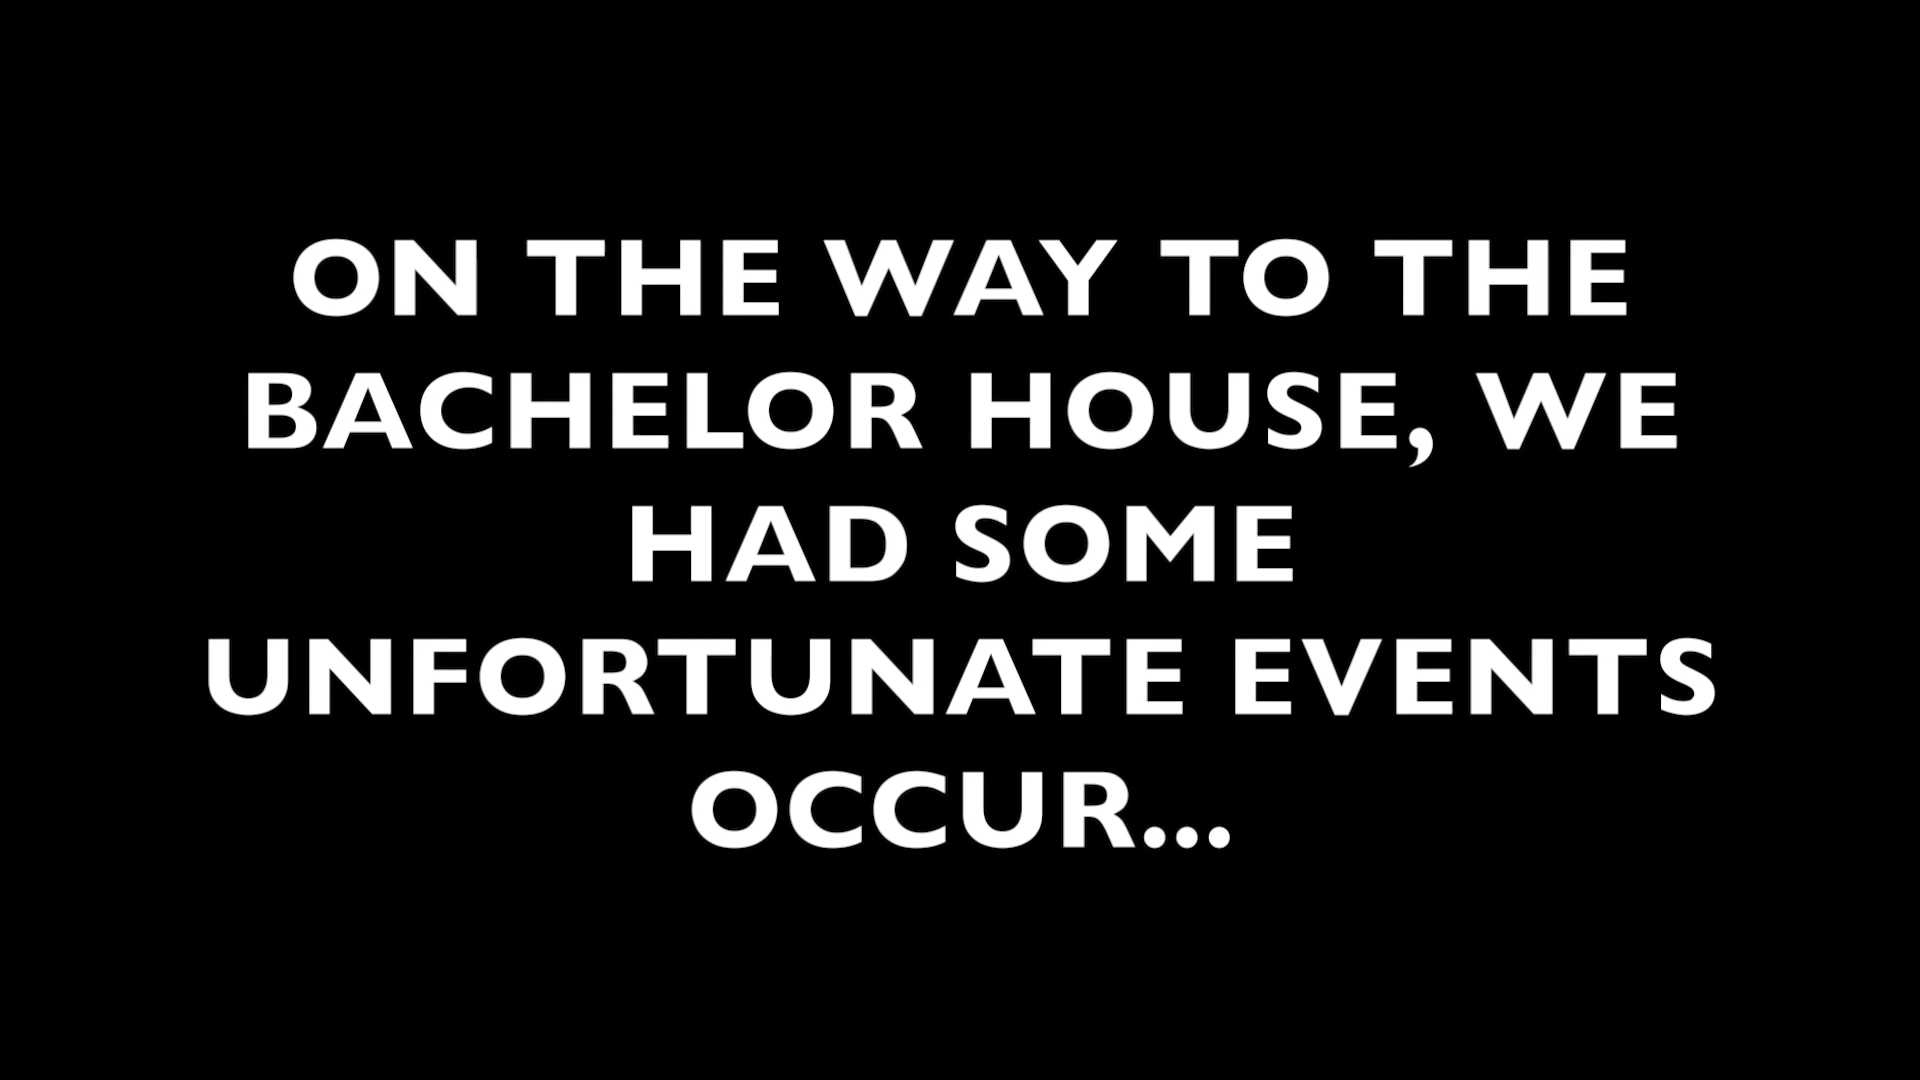 ON THE WAY TO THE
BACHELOR HOUSE, WE
HAD SOME
UNFORTUNATE EVENTS
OCCUR...